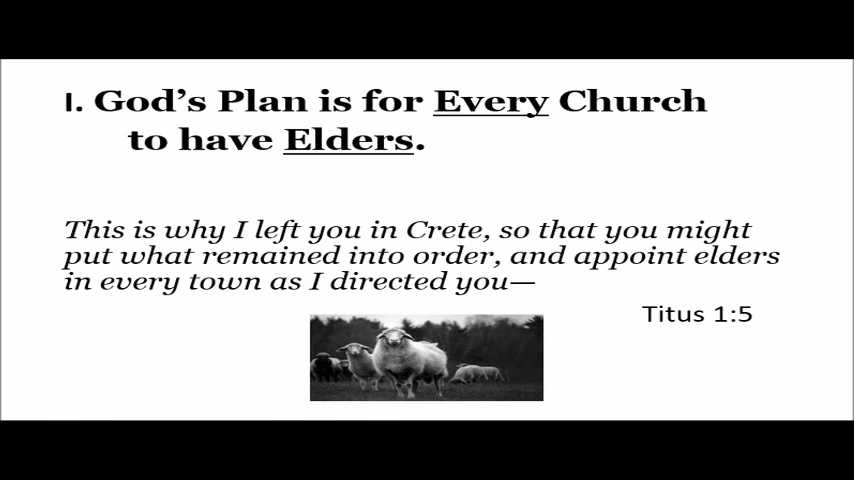 I. God’s Plan is for Every Church
to have Elders.
This is why I left you in Crete, so that you might
put what remained into order, and appoint elders
in every town as I directed you—
Titus 1:5